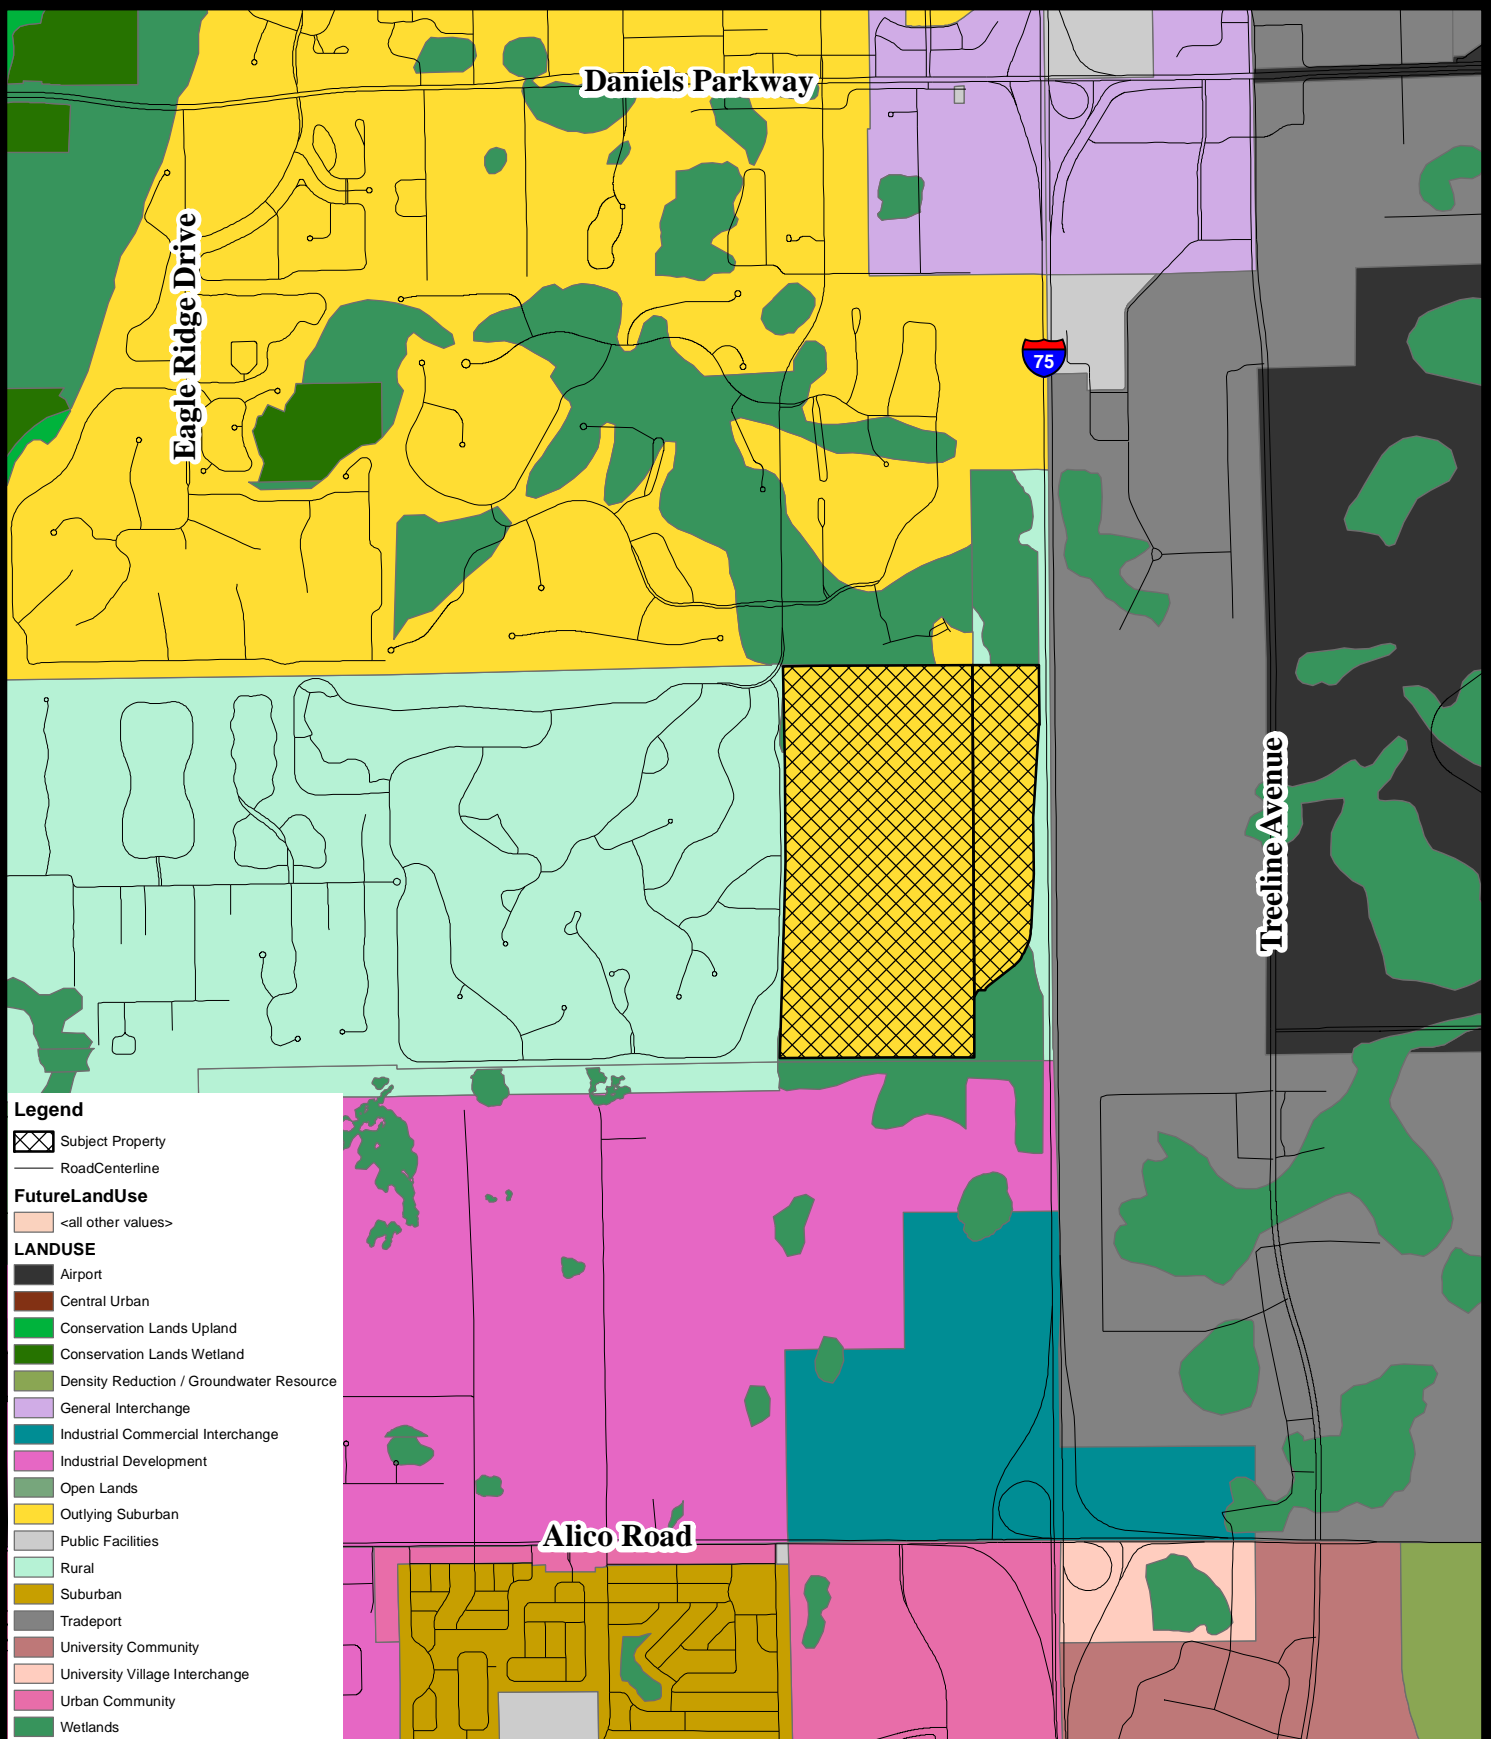 Daniels Parkway
Eagle Ridge Drive
75
Treeline Avenue
Alico Road
Legend
Subject Property
RoadCenterline
FutureLandUse
<all other values>
LANDUSE
Airport
Central Urban
Conservation Lands Upland
Conservation Lands Wetland
Density Reduction / Groundwater Resource
General Interchange
Industrial Commercial Interchange
Industrial Development
Open Lands
Outlying Suburban
Public Facilities
Rural
Suburban
Tradeport
University Community
University Village Interchange
Urban Community
Wetlands